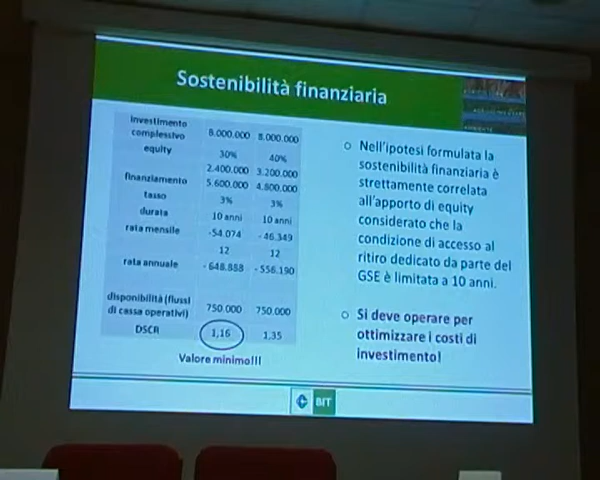 Sostenibilità finanziaria
investimento
complessivo 8.000.000 8.000.000
equity 30% 40%
2.400.000 3.200.000
finanziamento 5.600.000 4.800.000
tasso 3% 3%
durata 10 anni 10 anni
rata mensile -54.074 -46.349
12 12
rata annuale - 648.888 - 556.190
disponibilità (flussi
di cassa operativi) 750.000 750.000
DSCR 1,16 1,35
Valore minimo!!!
o Nell'ipotesi formulata la
sostenibilità finanziaria è
strettamente correlata
all'apporto di equity
considerato che la
condizione di accesso al
ritiro dedicato da parte del
GSE è limitata a 10 anni.
o Si deve operare per
ottimizzare i costi di
investimento!
BIT